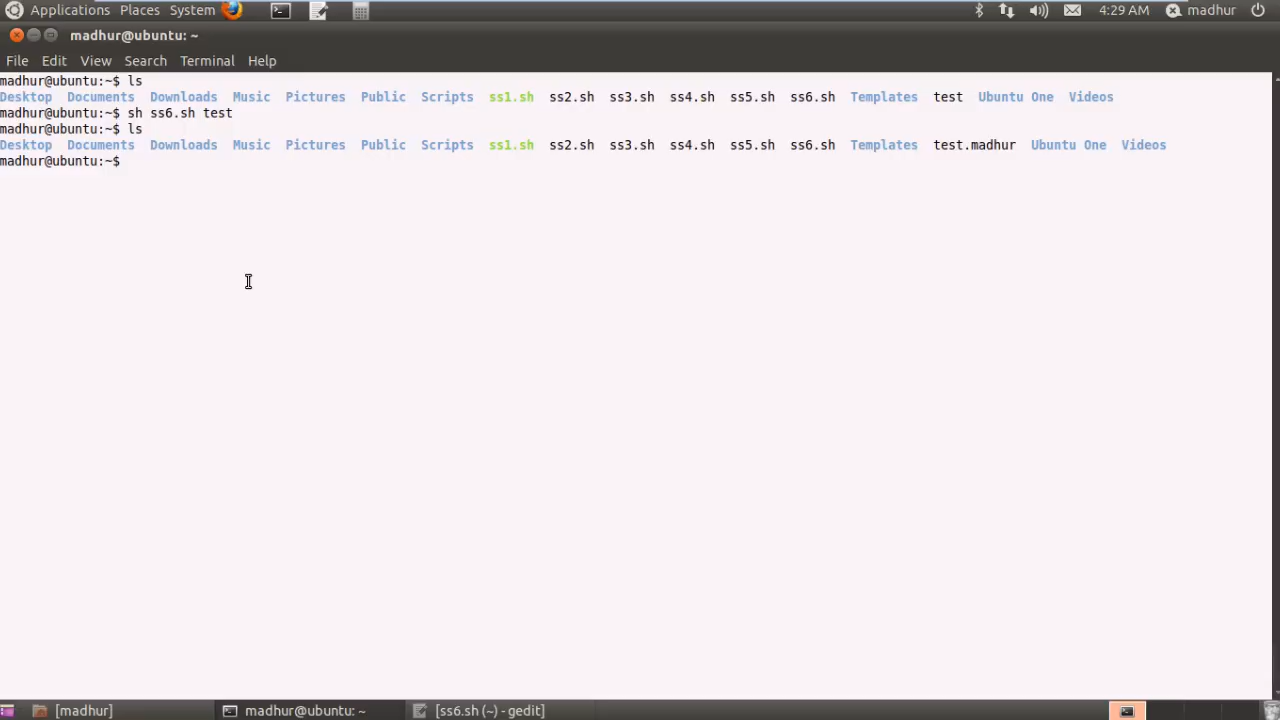 Applications Places System 4:29 AM madhur
madhur@ubuntu: ~
File Edit View Search Terminal Help
madhur@ubuntu:~$ ls
Desktop Documents Downloads Music Pictures Public Scripts ss1.sh ss2.sh ss3.sh ss4.sh ss5.sh ss6.sh Templates test Ubuntu One Videos
madhur@ubuntu:~$ sh ss6.sh test
madhur@ubuntu:~$ ls
Desktop Documents Downloads Music Pictures Public Scripts ss1.sh ss2.sh ss3.sh ss4.sh ss5.sh ss6.sh Templates test.madhur Ubuntu One Videos
madhur@ubuntu:~$
[madhur] madhur@ubuntu: ~ [ss6.sh (~) - gedit]